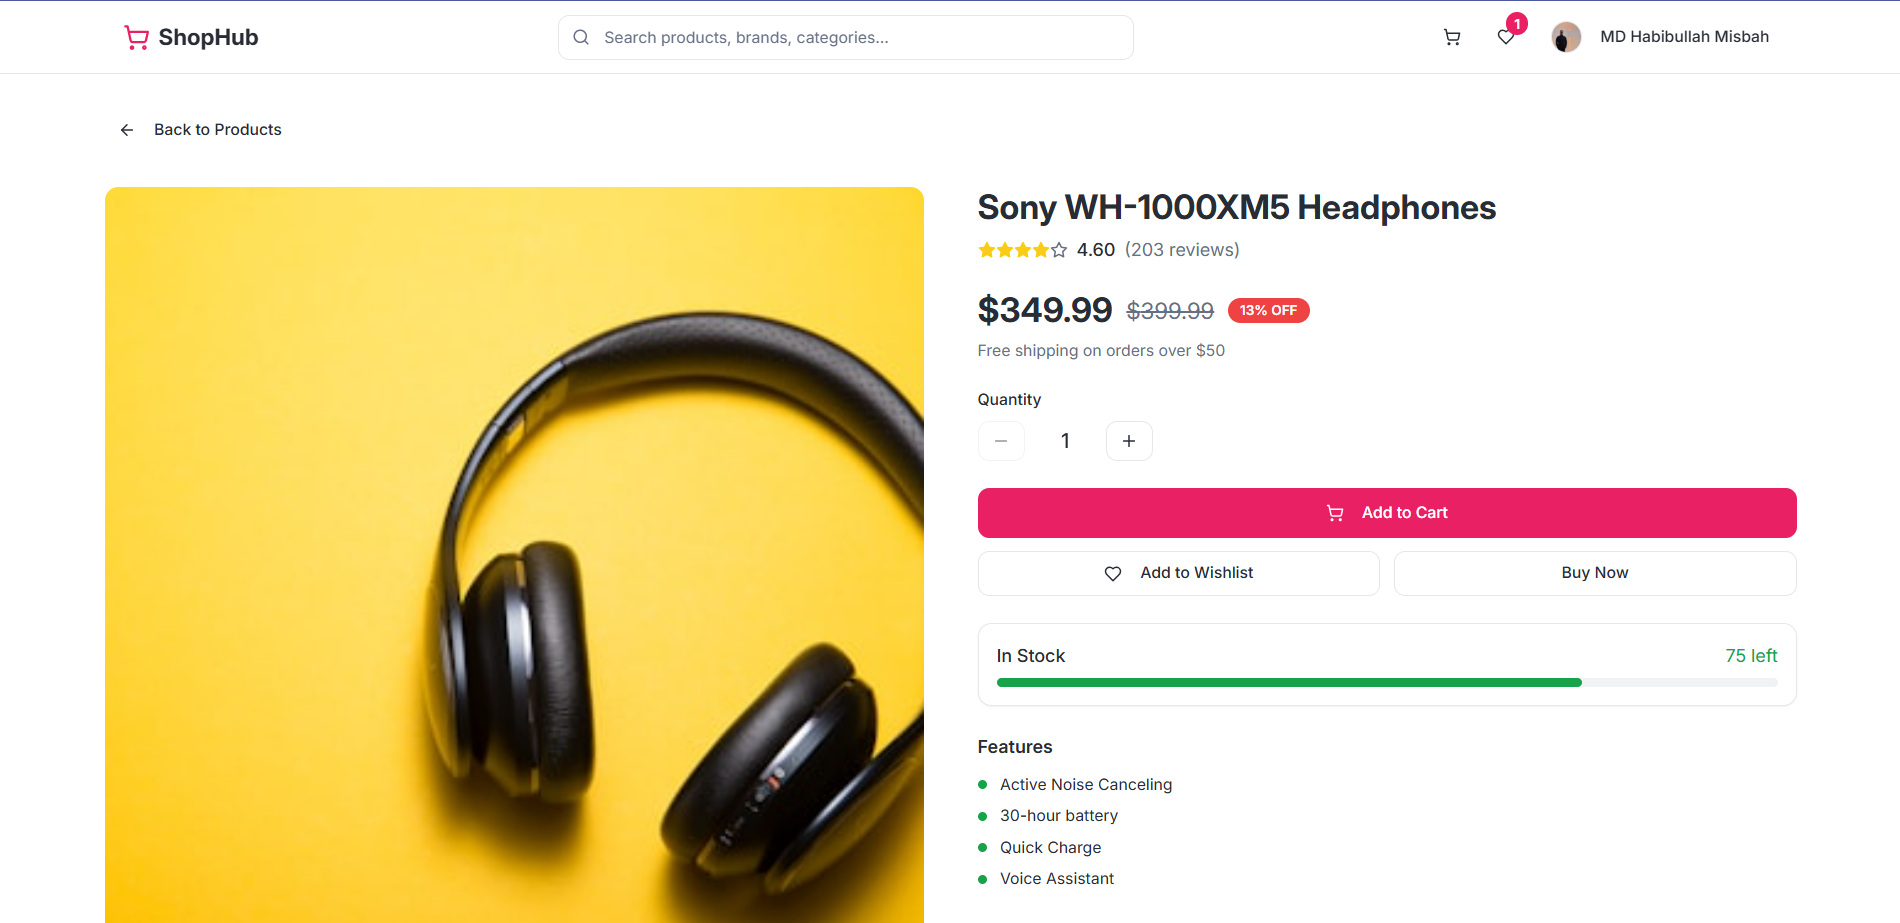 ShopHub
Search products, brands, categories...
1
MD Habibullah Misbah
Back to Products
Sony WH-1000XM5 Headphones
4.60 (203 reviews)
$349.99 $399.99 13% OFF
Free shipping on orders over $50
Quantity
1
Add to Cart
Add to Wishlist
Buy Now
In Stock
75 left
Features
Active Noise Canceling
30-hour battery
Quick Charge
Voice Assistant